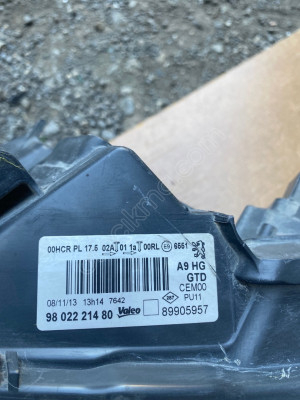 00HCR PL 17.5 02A 01 1a 00RL E9 6661
A9 HG
GTD
CEM00
PU11
08/11/13 13h14 7642
98 022 214 80 Valeo 89905957